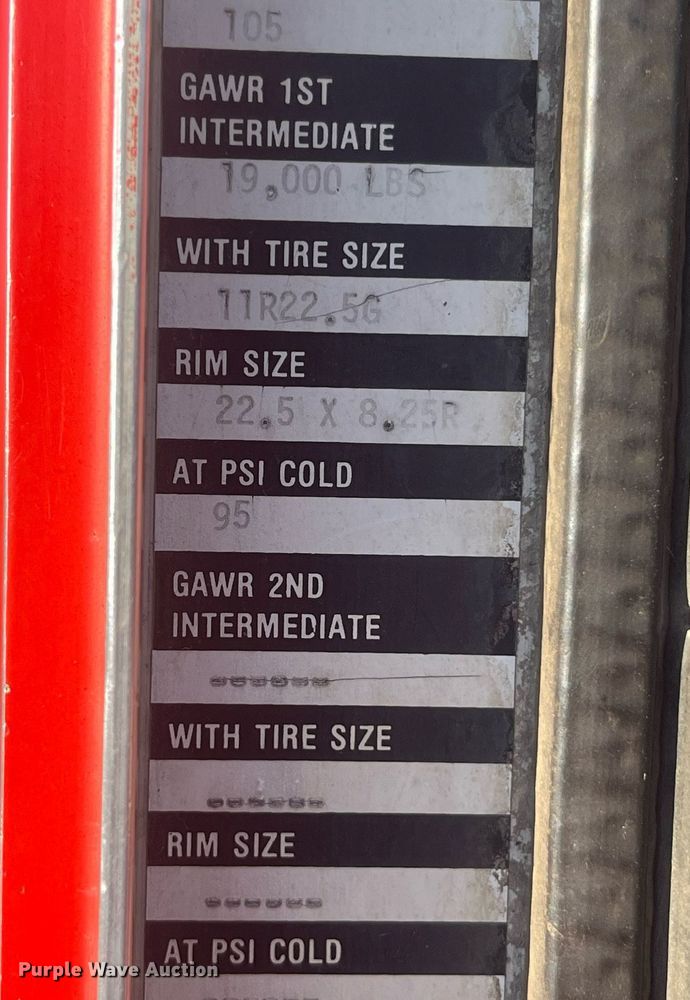 105
GAWR 1ST
INTERMEDIATE
19,000 LBS
WITH TIRE SIZE
11R22.5G
RIM SIZE
22.5 X 8.25R
AT PSI COLD
95
GAWR 2ND
INTERMEDIATE
------
WITH TIRE SIZE
------
RIM SIZE
------
AT PSI COLD
------
Purple Wave Auction